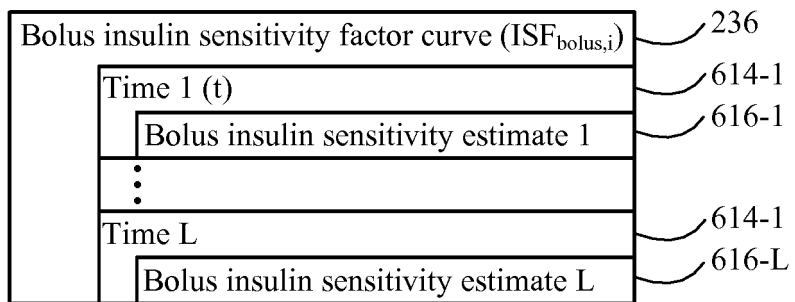 Bolus insulin sensitivity factor curve (ISFbolus,i) 236
Time 1 (t) 614-1
Bolus insulin sensitivity estimate 1 616-1
Time L 614-1
Bolus insulin sensitivity estimate L 616-L